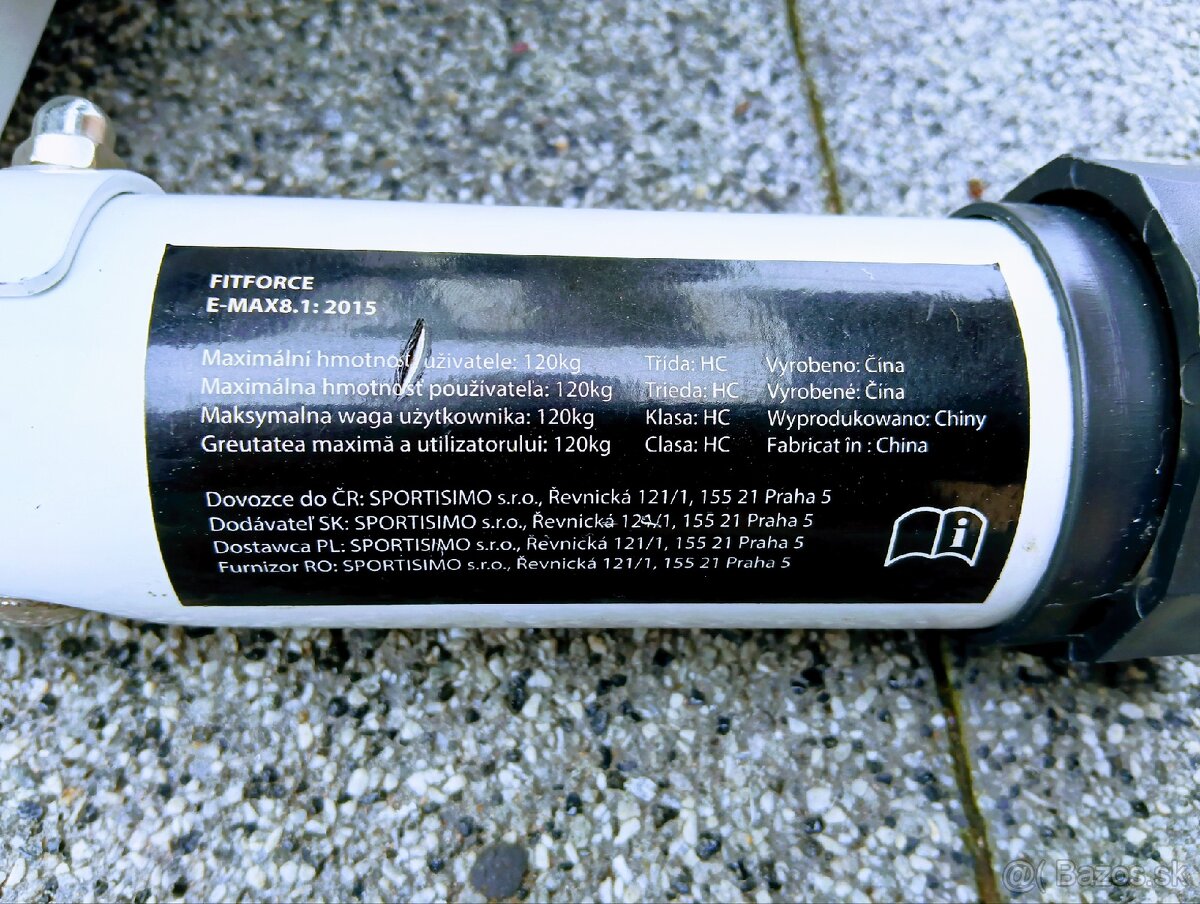 FITFORCE
E-MAX8.1: 2015
Maximální hmotnost uživatele: 120kg Třída: HC Vyrobeno: Čína
Maximálna hmotnosť používateľa: 120kg Trieda: HC Vyrobené: Čína
Maksymalna waga użytkownika: 120kg Klasa: HC Wyprodukowano: Chiny
Greutatea maximă a utilizatorului: 120kg Clasa: HC Fabricat în : China
Dovozce do ČR: SPORTISIMO s.r.o., Řevnická 121/1, 155 21 Praha 5
Dodávateľ SK: SPORTISIMO s.r.o., Řevnická 121/1, 155 21 Praha 5
Dostawca PL: SPORTISIMO s.r.o., Řevnická 121/1, 155 21 Praha 5
Furnizor RO: SPORTISIMO s.r.o., Řevnická 121/1, 155 21 Praha 5
i
@( Bazos.sk